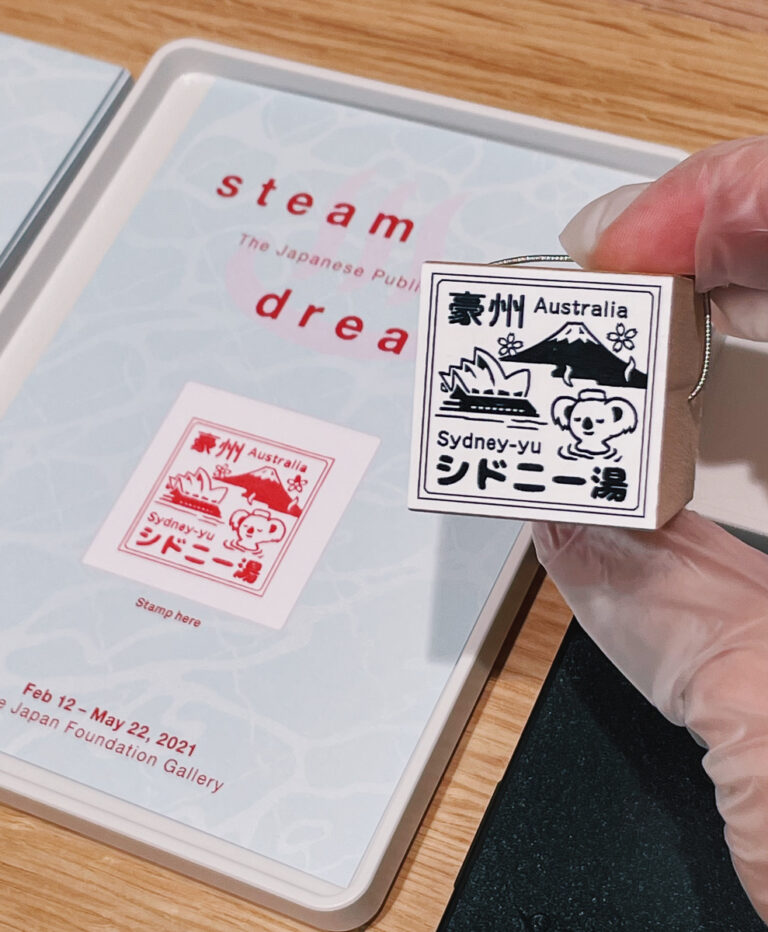 steam
The Japanese
drea
豪州 Australia
Sydney-yu
シドニー湯
Stamp here
Feb 12 – May 22, 2021
Japan Foundation Gallery
豪州 Australia
Sydney-yu
シドニー湯